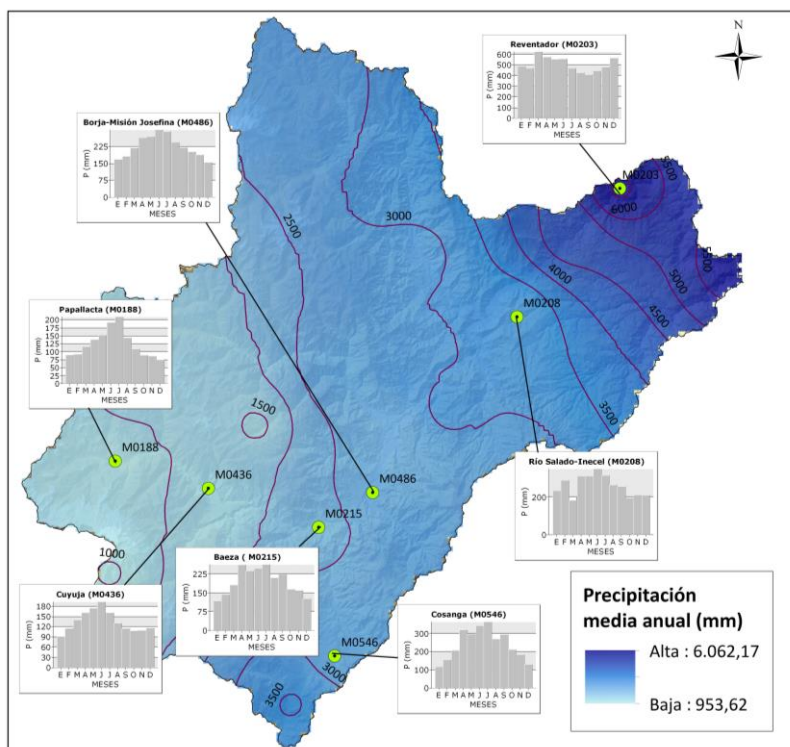 N
Reventador (M0203)
P (mm)
600
500
400
300
200
100
0
E F M A M J J A S O N D
MESES
Borja-Misión Josefina (M0486)
P (mm)
225
150
75
0
E F M A M J J A S O N D
MESES
M0203
5500
6000
5500
5000
4500
4000
3500
3000
2500
M0208
Papallacta (M0188)
P (mm)
200
175
150
125
100
75
50
25
0
E F M A M J J A S O N D
MESES
1500
M0188
M0436
M0486
M0215
1000
Río Salado-Inecel (M0208)
P (mm)
200
0
E F M A M J J A S O N D
MESES
Baeza (M0215)
P (mm)
225
150
75
0
E F M A M J J A S O N D
MESES
Cuyuja (M0436)
P (mm)
180
150
120
90
60
30
0
E F M A M J J A S O N D
MESES
M0546
3000
3500
Cosanga (M0546)
P (mm)
300
200
100
0
E F M A M J J A S O N D
MESES
Precipitación
media anual (mm)
Alta : 6.062,17
Baja : 953,62